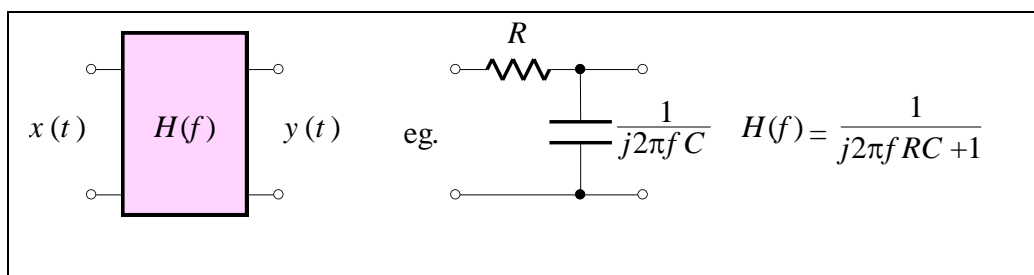 R
x(t) H(f) y(t) eg. 1/(j2πfC) H(f) = 1/(j2πfRC + 1)